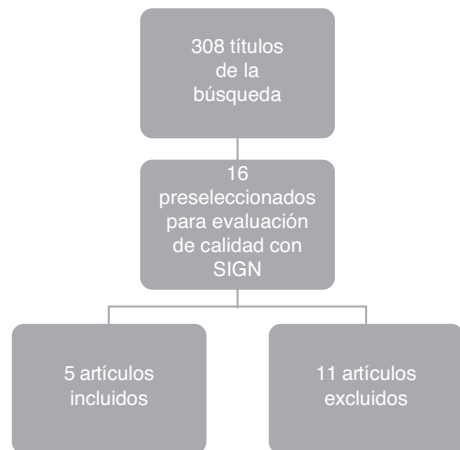 308 títulos
de la
búsqueda
16
preseleccionados
para evaluación
de calidad con
SIGN
5 artículos
incluidos
11 artículos
excluidos